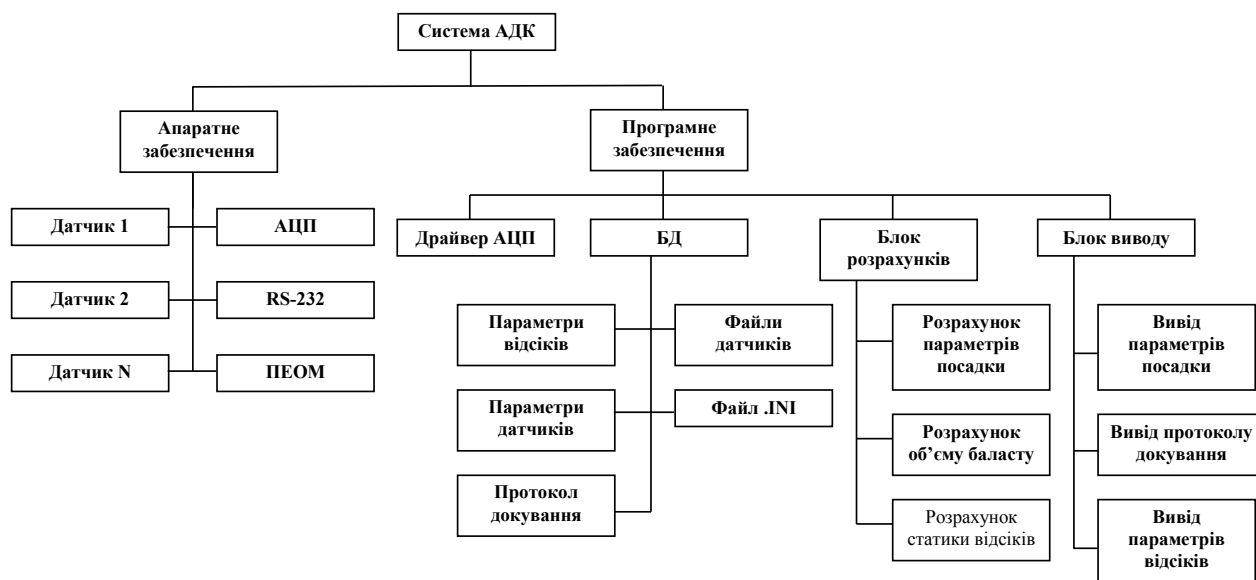 Система АДК
Апаратне
забезпечення
Програмне
забезпечення
Датчик 1
АЦП
Датчик 2
RS-232
Датчик N
ПЕОМ
Драйвер АЦП
БД
Блок
розрахунків
Блок виводу
Параметри
відсіків
Файли
датчиків
Параметри
датчиків
Файл .INI
Протокол
докування
Розрахунок
параметрів
посадки
Розрахунок
об’єму баласту
Розрахунок
статики відсіків
Вивід
параметрів
посадки
Вивід протоколу
докування
Вивід
параметрів
відсіків